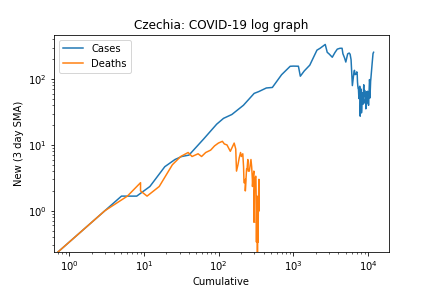 Czechia: COVID-19 log graph
Cases
Deaths
New (3 day SMA)
10²
10¹
10⁰
10⁰ 10¹ 10² 10³ 10⁴
Cumulative